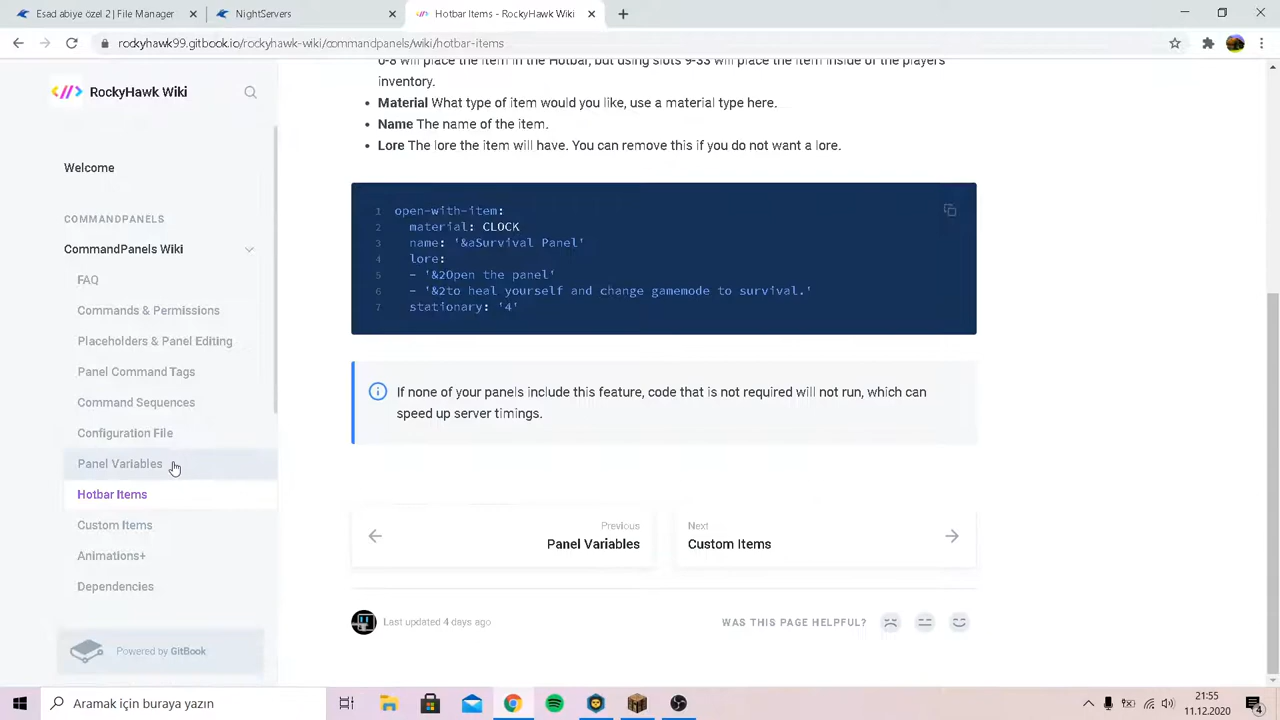 Esad abiye özel 2 | File Manager
NightServers
Hotbar Items - RockyHawk Wiki
rockyhawk99.gitbook.io/rockyhawk-wiki/commandpanels/wiki/hotbar-items
RockyHawk Wiki
Welcome
COMMANDPANELS
CommandPanels Wiki
FAQ
Commands & Permissions
Placeholders & Panel Editing
Panel Command Tags
Command Sequences
Configuration File
Panel Variables
Hotbar Items
Custom Items
Animations+
Dependencies
Powered by GitBook
0-8 will place the item in the Hotbar, but using slots 9-33 will place the item inside of the players
inventory.
• Material What type of item would you like, use a material type here.
• Name The name of the item.
• Lore The lore the item will have. You can remove this if you do not want a lore.
1 open-with-item:
2 material: CLOCK
3 name: '&aSurvival Panel'
4 lore:
5 - '&2Open the panel'
6 - '&2to heal yourself and change gamemode to survival.'
7 stationary: '4'
If none of your panels include this feature, code that is not required will not run, which can
speed up server timings.
Previous
Panel Variables
Next
Custom Items
Last updated 4 days ago
WAS THIS PAGE HELPFUL?
Aramak için buraya yazın
21:55
11.12.2020
4